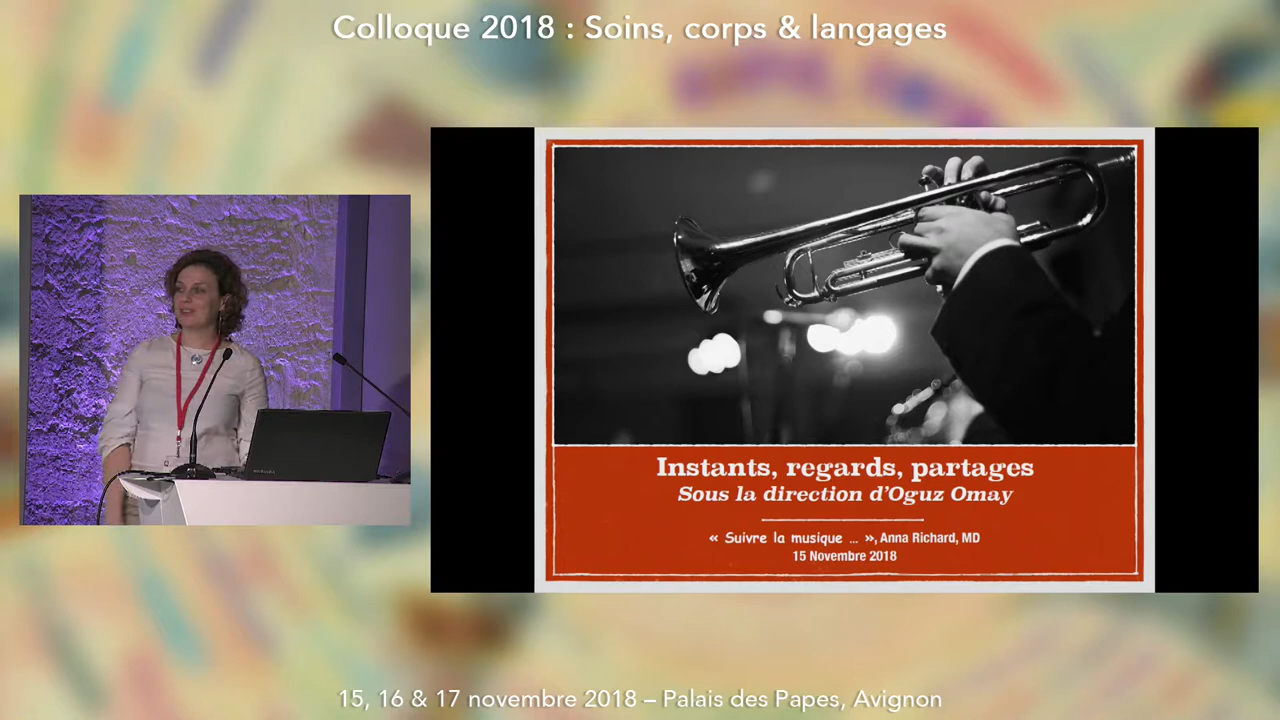 Colloque 2018 : Soins, corps & langages
Instants, regards, partages
Sous la direction d'Oguz Omay
« Suivre la musique ... », Anna Richard, MD
15 Novembre 2018
15, 16 & 17 novembre 2018 – Palais des Papes, Avignon